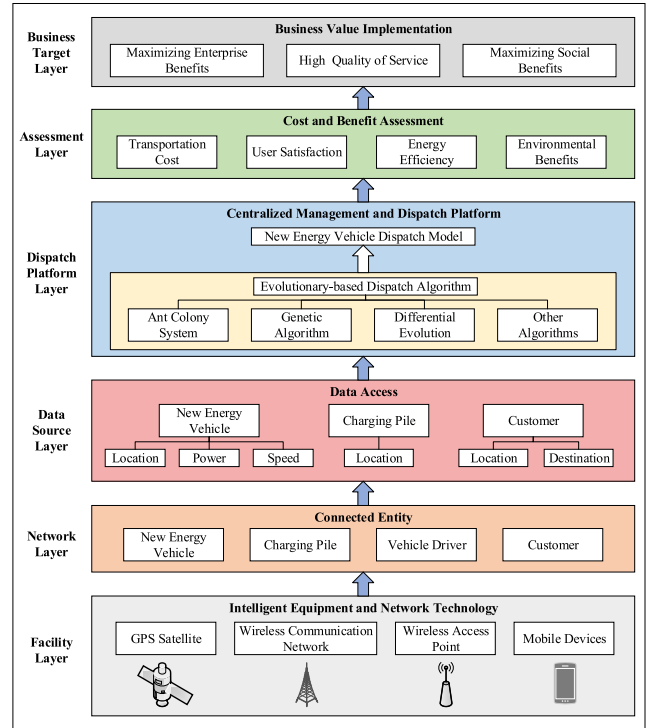 Business
Target
Layer
Business Value Implementation
Maximizing Enterprise
Benefits
High Quality of Service
Maximizing Social
Benefits
Assessment
Layer
Cost and Benefit Assessment
Transportation
Cost
User Satisfaction
Energy
Efficiency
Environmental
Benefits
Dispatch
Platform
Layer
Centralized Management and Dispatch Platform
New Energy Vehicle Dispatch Model
Evolutionary-based Dispatch Algorithm
Ant Colony
System
Genetic
Algorithm
Differential
Evolution
Other
Algorithms
Data
Source
Layer
Data Access
New Energy
Vehicle
Charging Pile
Customer
Location
Power
Speed
Location
Location
Destination
Network
Layer
Connected Entity
New Energy
Vehicle
Charging Pile
Vehicle Driver
Customer
Facility
Layer
Intelligent Equipment and Network Technology
GPS Satellite
Wireless Communication
Network
Wireless Access
Point
Mobile Devices